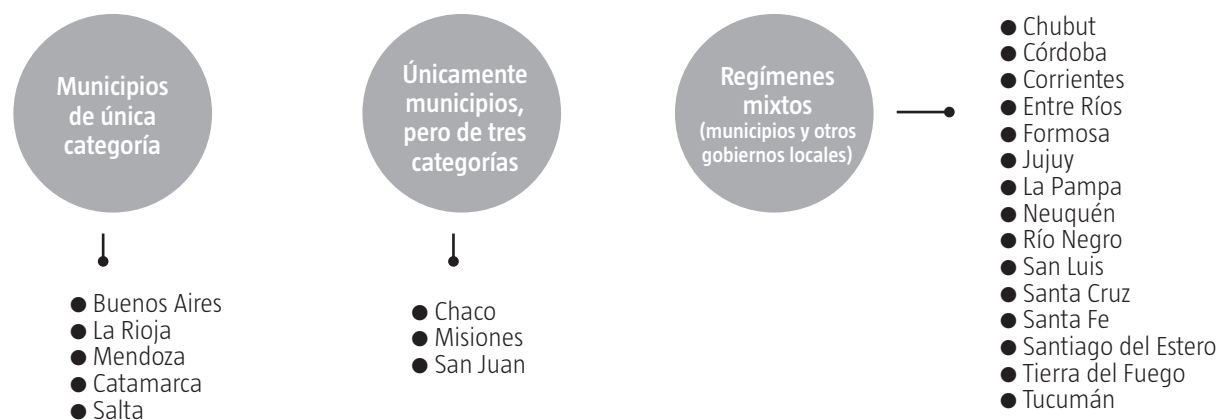 Municipios
de única
categoría
● Buenos Aires
● La Rioja
● Mendoza
● Catamarca
● Salta
Únicamente
municipios,
pero de tres
categorías
● Chaco
● Misiones
● San Juan
Regímenes
mixtos
(municipios y otros
gobiernos locales)
● Chubut
● Córdoba
● Corrientes
● Entre Ríos
● Formosa
● Jujuy
● La Pampa
● Neuquén
● Río Negro
● San Luis
● Santa Cruz
● Santa Fe
● Santiago del Estero
● Tierra del Fuego
● Tucumán